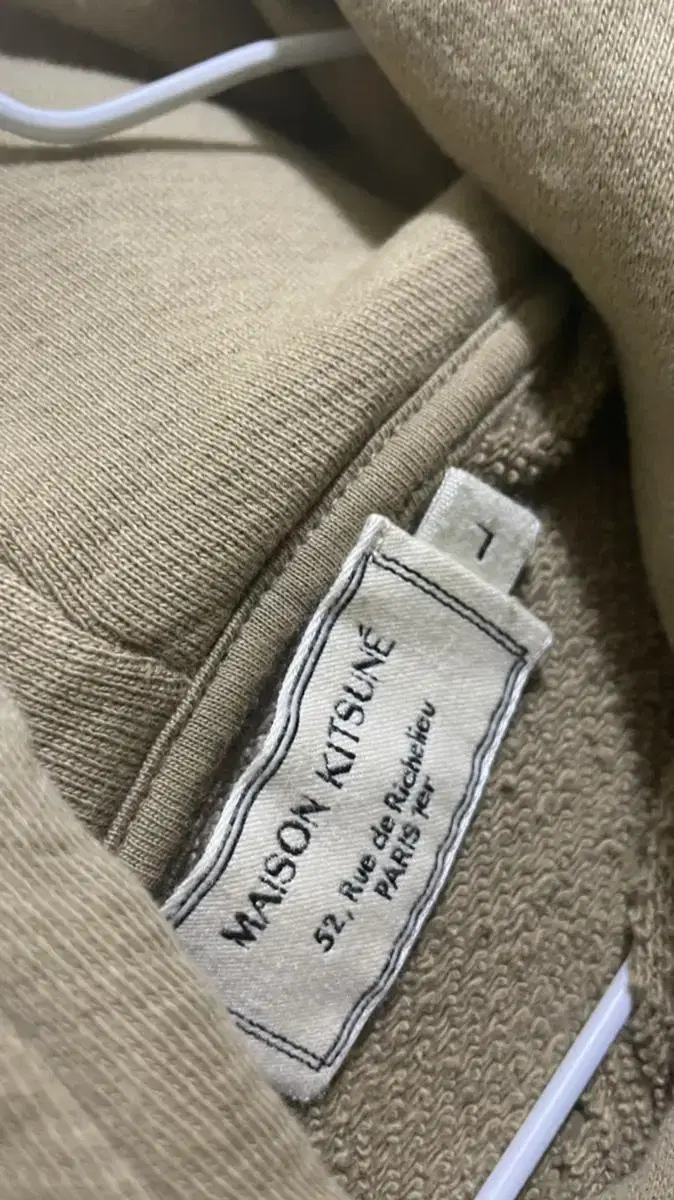 L
MAISON KITSUNÉ
52, Rue de Richelieu
PARIS 1er